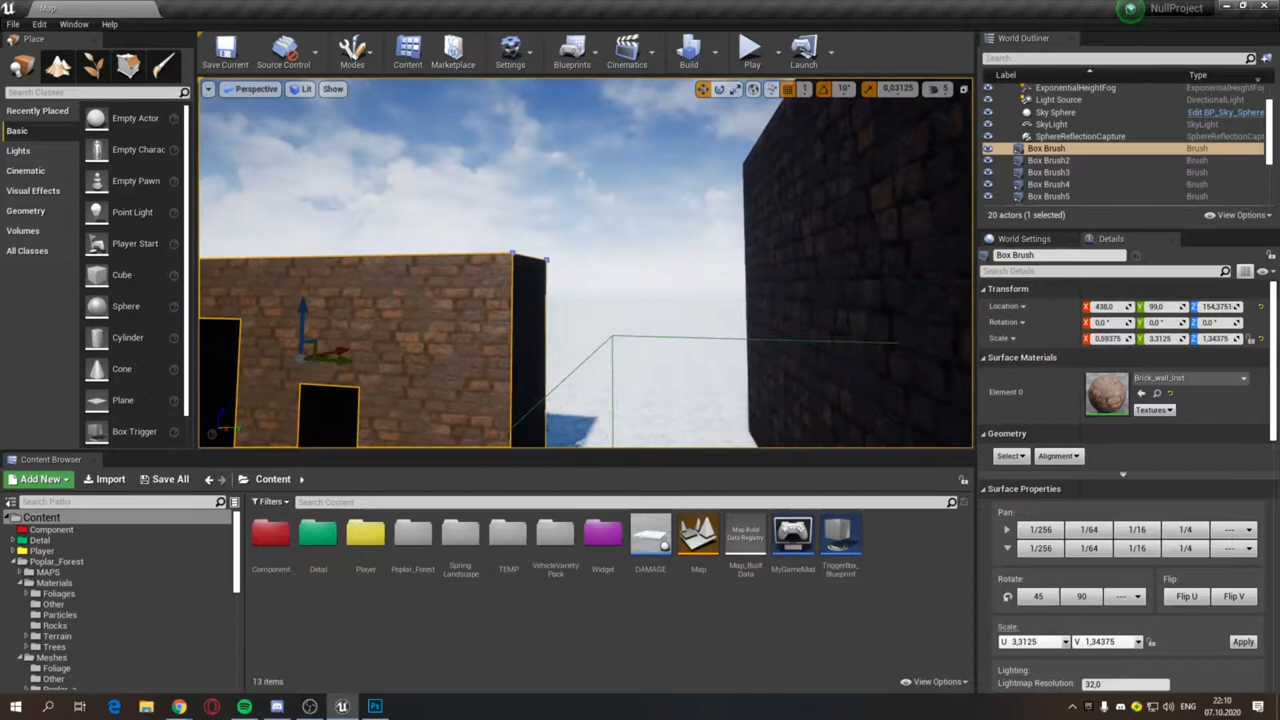 Map
NullProject
File Edit Window Help
Place
Search Classes
Recently Placed
Basic
Lights
Cinematic
Visual Effects
Geometry
Volumes
All Classes
Empty Actor
Empty Charac
Empty Pawn
Point Light
Player Start
Cube
Sphere
Cylinder
Cone
Plane
Box Trigger
Save Current Source Control Modes Content Marketplace Settings Blueprints Cinematics Build Play Launch
Perspective Lit Show
1 10° 0,03125 5
World Outliner
Search...
Label Type
ExponentialHeightFog ExponentialHeightFog
Light Source DirectionalLight
Sky Sphere Edit BP_Sky_Sphere
SkyLight SkyLight
SphereReflectionCapture SphereReflectionCapt
Box Brush Brush
Box Brush2 Brush
Box Brush3 Brush
Box Brush4 Brush
Box Brush5 Brush
20 actors (1 selected) View Options
World Settings Details
Box Brush
Search Details
Transform
Location X 438,0 Y 99,0 Z 154,3751
Rotation X 0,0 ° Y 0,0 ° Z 0,0 °
Scale X 0,59375 Y 3,3125 Z 1,34375
Surface Materials
Element 0 Brick_wall_Inst
Textures
Geometry
Select Alignment
Surface Properties
Pan:
1/256 1/64 1/16 1/4 ---
1/256 1/64 1/16 1/4 ---
Rotate: Flip:
45 90 --- Flip U Flip V
Scale:
U 3,3125 V 1,34375 Apply
Lighting:
Lightmap Resolution: 32,0
Content Browser
Add New Import Save All Content
Search Paths
Filters Search Content
Content
Component
Detal
Player
Poplar_Forest
MAPS
Materials
Foliages
Other
Particles
Rocks
Terrain
Trees
Meshes
Foliage
Other
Component Detal Player Poplar_Forest Spring Landscape TEMP VehicleVariety Pack Widget DAMAGE Map Map_Built Data MyGameMod TriggerBox_ Blueprint
Map Build Data Registry
13 items View Options
ENG
22:10
07.10.2020